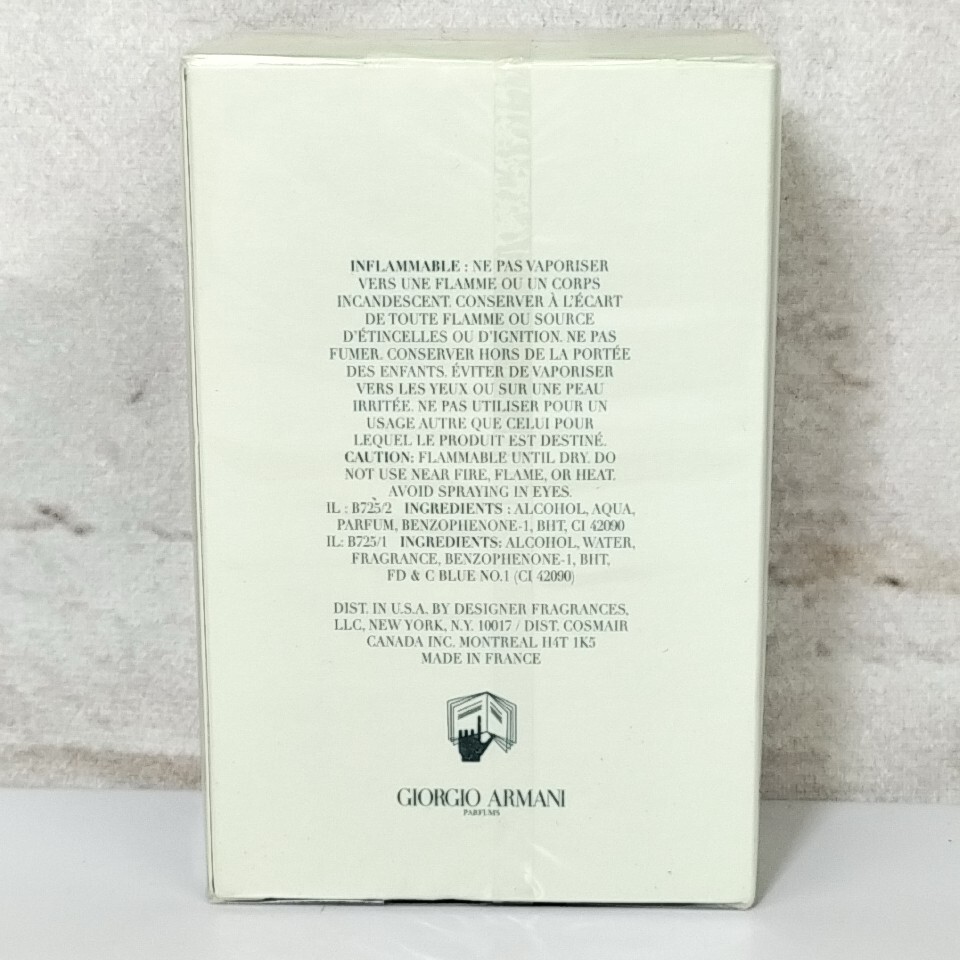 INFLAMMABLE : NE PAS VAPORISER
VERS UNE FLAMME OU UN CORPS
INCANDESCENT. CONSERVER À L'ÉCART
DE TOUTE FLAMME OU SOURCE
D'ÉTINCELLES OU D'IGNITION. NE PAS
FUMER. CONSERVER HORS DE LA PORTÉE
DES ENFANTS. ÉVITER DE VAPORISER
VERS LES YEUX OU SUR UNE PEAU
IRRITÉE. NE PAS UTILISER POUR UN
USAGE AUTRE QUE CELUI POUR
LEQUEL LE PRODUIT EST DESTINÉ.
CAUTION: FLAMMABLE UNTIL DRY. DO
NOT USE NEAR FIRE, FLAME, OR HEAT.
AVOID SPRAYING IN EYES.
IL : B725/2 INGREDIENTS : ALCOHOL, AQUA,
PARFUM, BENZOPHENONE-1, BHT, CI 42090
IL: B725/1 INGREDIENTS: ALCOHOL, WATER,
FRAGRANCE, BENZOPHENONE-1, BHT,
FD & C BLUE NO.1 (CI 42090)
DIST. IN U.S.A. BY DESIGNER FRAGRANCES,
LLC, NEW YORK, N.Y. 10017 / DIST. COSMAIR
CANADA INC. MONTREAL H4T 1K5
MADE IN FRANCE
GIORGIO ARMANI
PARFUMS